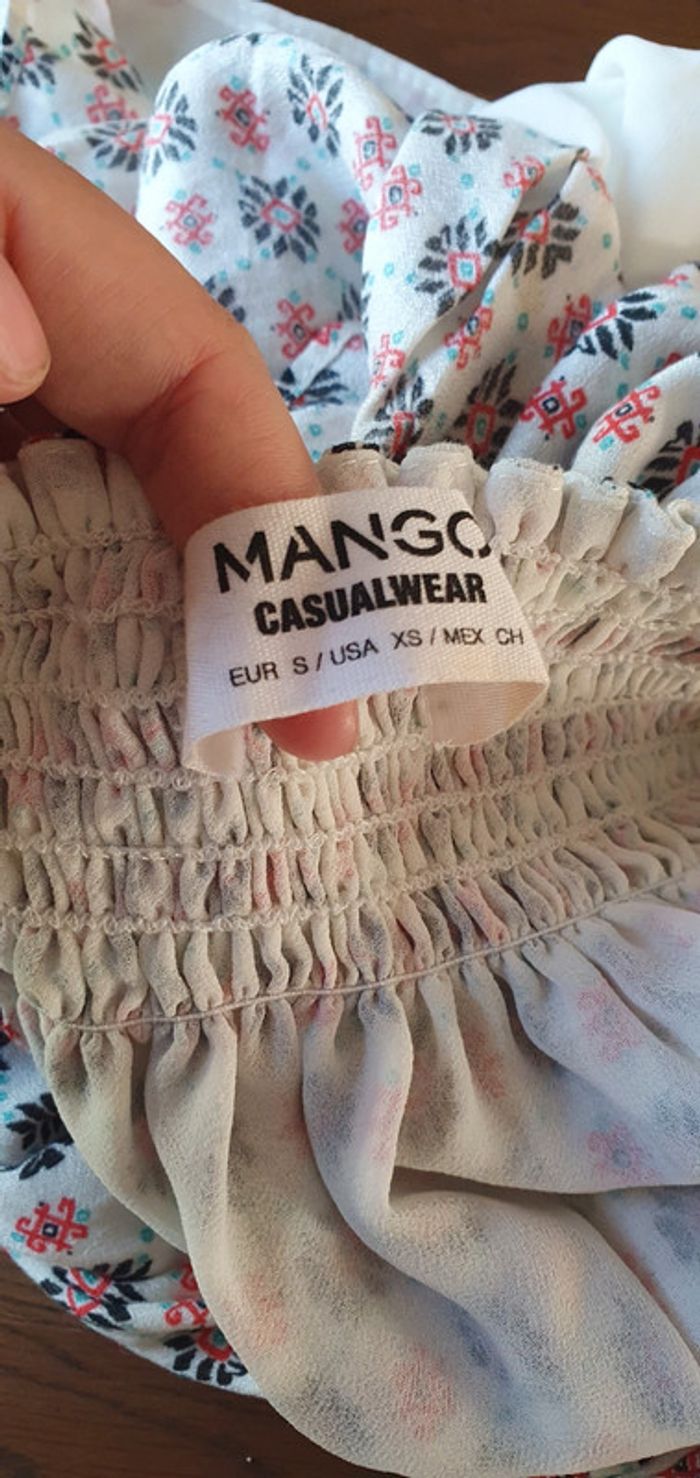 MANGO
CASUALWEAR
EUR S / USA XS / MEX CH